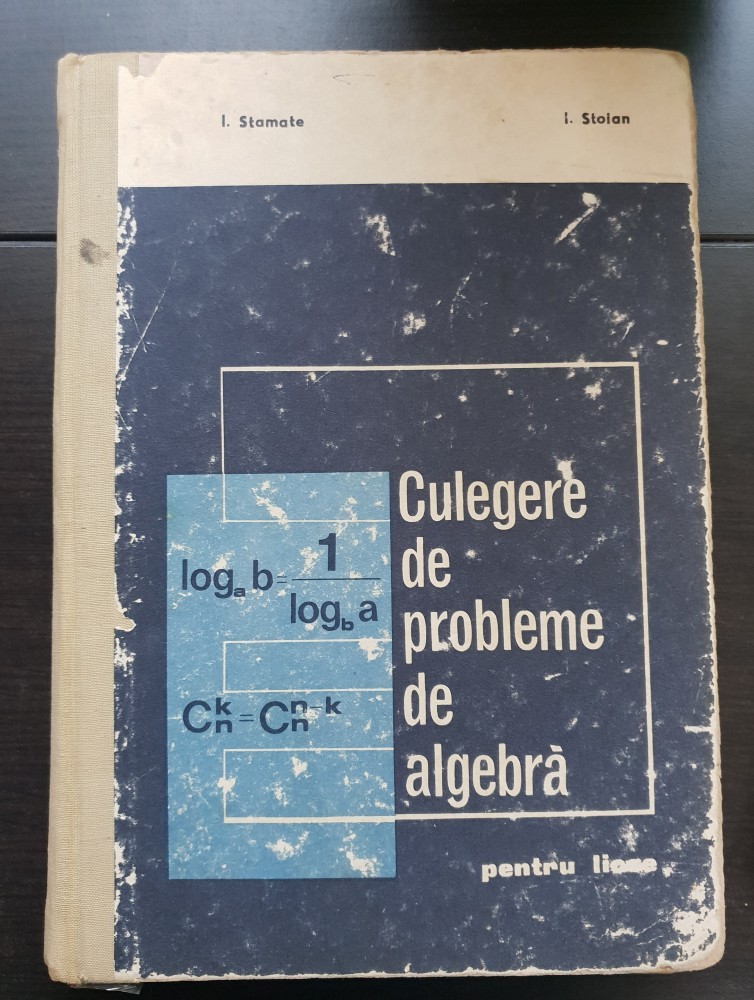 I. Stamate
I. Stoian
Culegere
de
probleme
de
algebră
log_a b = 1 / log_b a
C_n^k = C_n^{n-k}
pentru licee